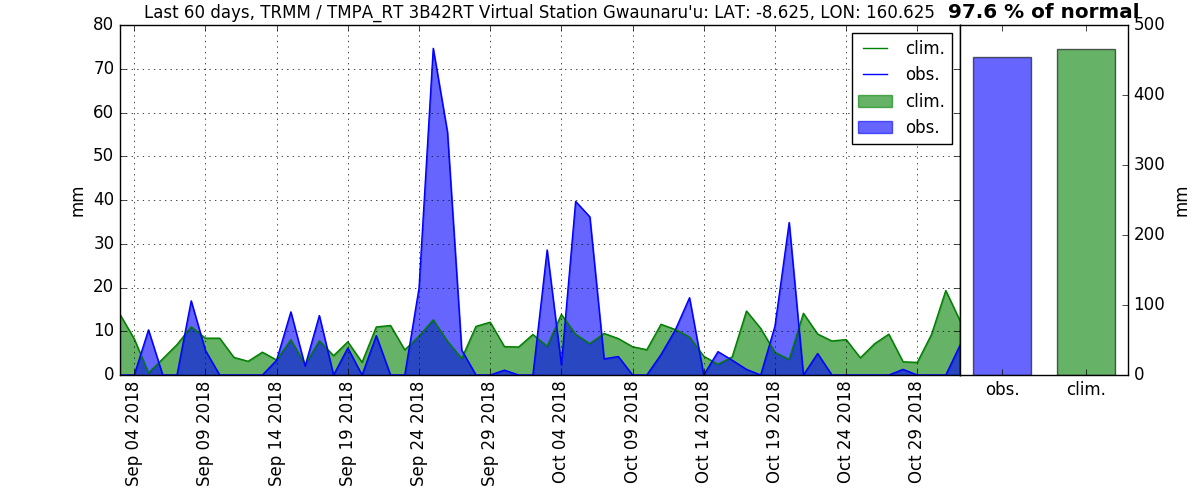 Last 60 days, TRMM / TMPA_RT 3B42RT Virtual Station Gwaunaru'u: LAT: -8.625, LON: 160.625
97.6 % of normal
80
70
60
50
40
30
20
10
0
mm
clim.
obs.
clim.
obs.
Sep 04 2018
Sep 09 2018
Sep 14 2018
Sep 19 2018
Sep 24 2018
Sep 29 2018
Oct 04 2018
Oct 09 2018
Oct 14 2018
Oct 19 2018
Oct 24 2018
Oct 29 2018
500
400
300
200
100
0
mm
obs.
clim.